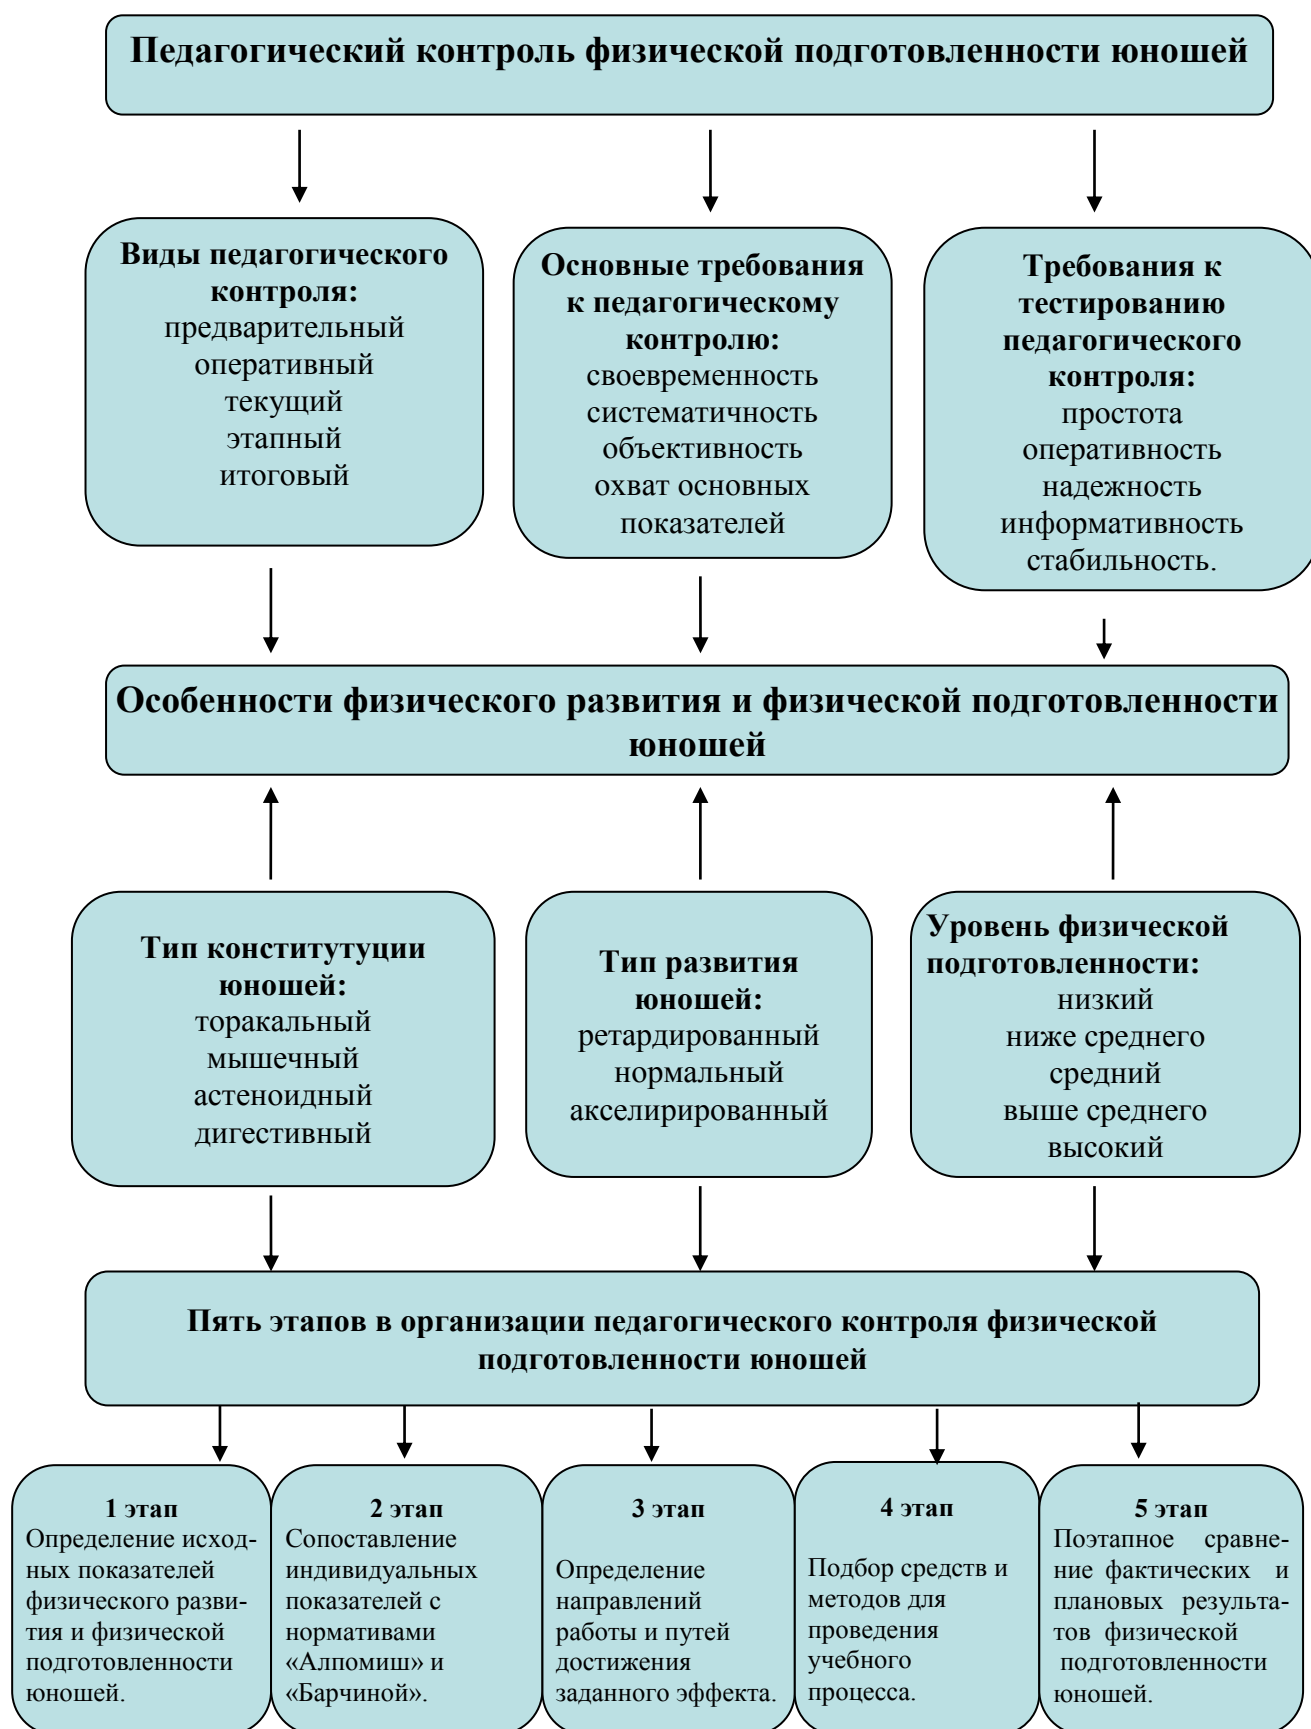 Педагогический контроль физической подготовленности юношей
Виды педагогического
контроля:
предварительный
оперативный
текущий
этапный
итоговый
Основные требования
к педагогическому
контролю:
своевременность
систематичность
объективность
охват основных
показателей
Требования к
тестированию
педагогического
контроля:
простота
оперативность
надежность
информативность
стабильность.
Особенности физического развития и физической подготовленности
юношей
Тип конститутуции
юношей:
торакальный
мышечный
астеноидный
дигестивный
Тип развития
юношей:
ретардированный
нормальный
акселирированный
Уровень физической
подготовленности:
низкий
ниже среднего
средний
выше среднего
высокий
Пять этапов в организации педагогического контроля физической
подготовленности юношей
1 этап
Определение исход-
ных показателей
физического разви-
тия и физической
подготовленности
юношей.
2 этап
Сопоставление
индивидуальных
показателей с
нормативами
«Алпомиш» и
«Барчиной».
3 этап
Определение
направлений
работы и путей
достижения
заданного эффекта.
4 этап
Подбор средств и
методов для
проведения
учебного
процесса.
5 этап
Поэтапное сравне-
ние фактических и
плановых результа-
тов физической
подготовленности
юношей.